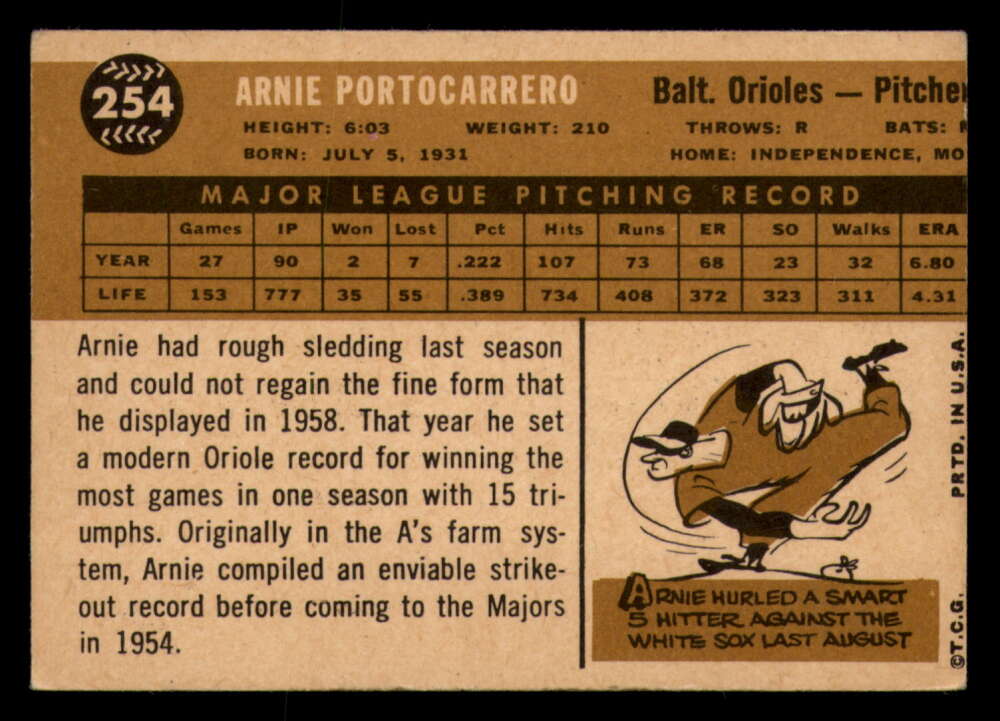 254
ARNIE PORTOCARRERO Balt. Orioles — Pitcher
HEIGHT: 6:03 WEIGHT: 210 THROWS: R BATS:
BORN: JULY 5, 1931 HOME: INDEPENDENCE, MO
MAJOR LEAGUE PITCHING RECORD
Games IP Won Lost Pct Hits Runs ER SO Walks ERA
YEAR 27 90 2 7 .222 107 73 68 23 32 6.80
LIFE 153 777 35 55 .389 734 408 372 323 311 4.31
Arnie had rough sledding last season
and could not regain the fine form that
he displayed in 1958. That year he set
a modern Oriole record for winning the
most games in one season with 15 tri-
umphs. Originally in the A's farm sys-
tem, Arnie compiled an enviable strike-
out record before coming to the Majors
in 1954.
ARNIE HURLED A SMART
5 HITTER AGAINST THE
WHITE SOX LAST AUGUST
©T.C.G. PRTD. IN U.S.A.